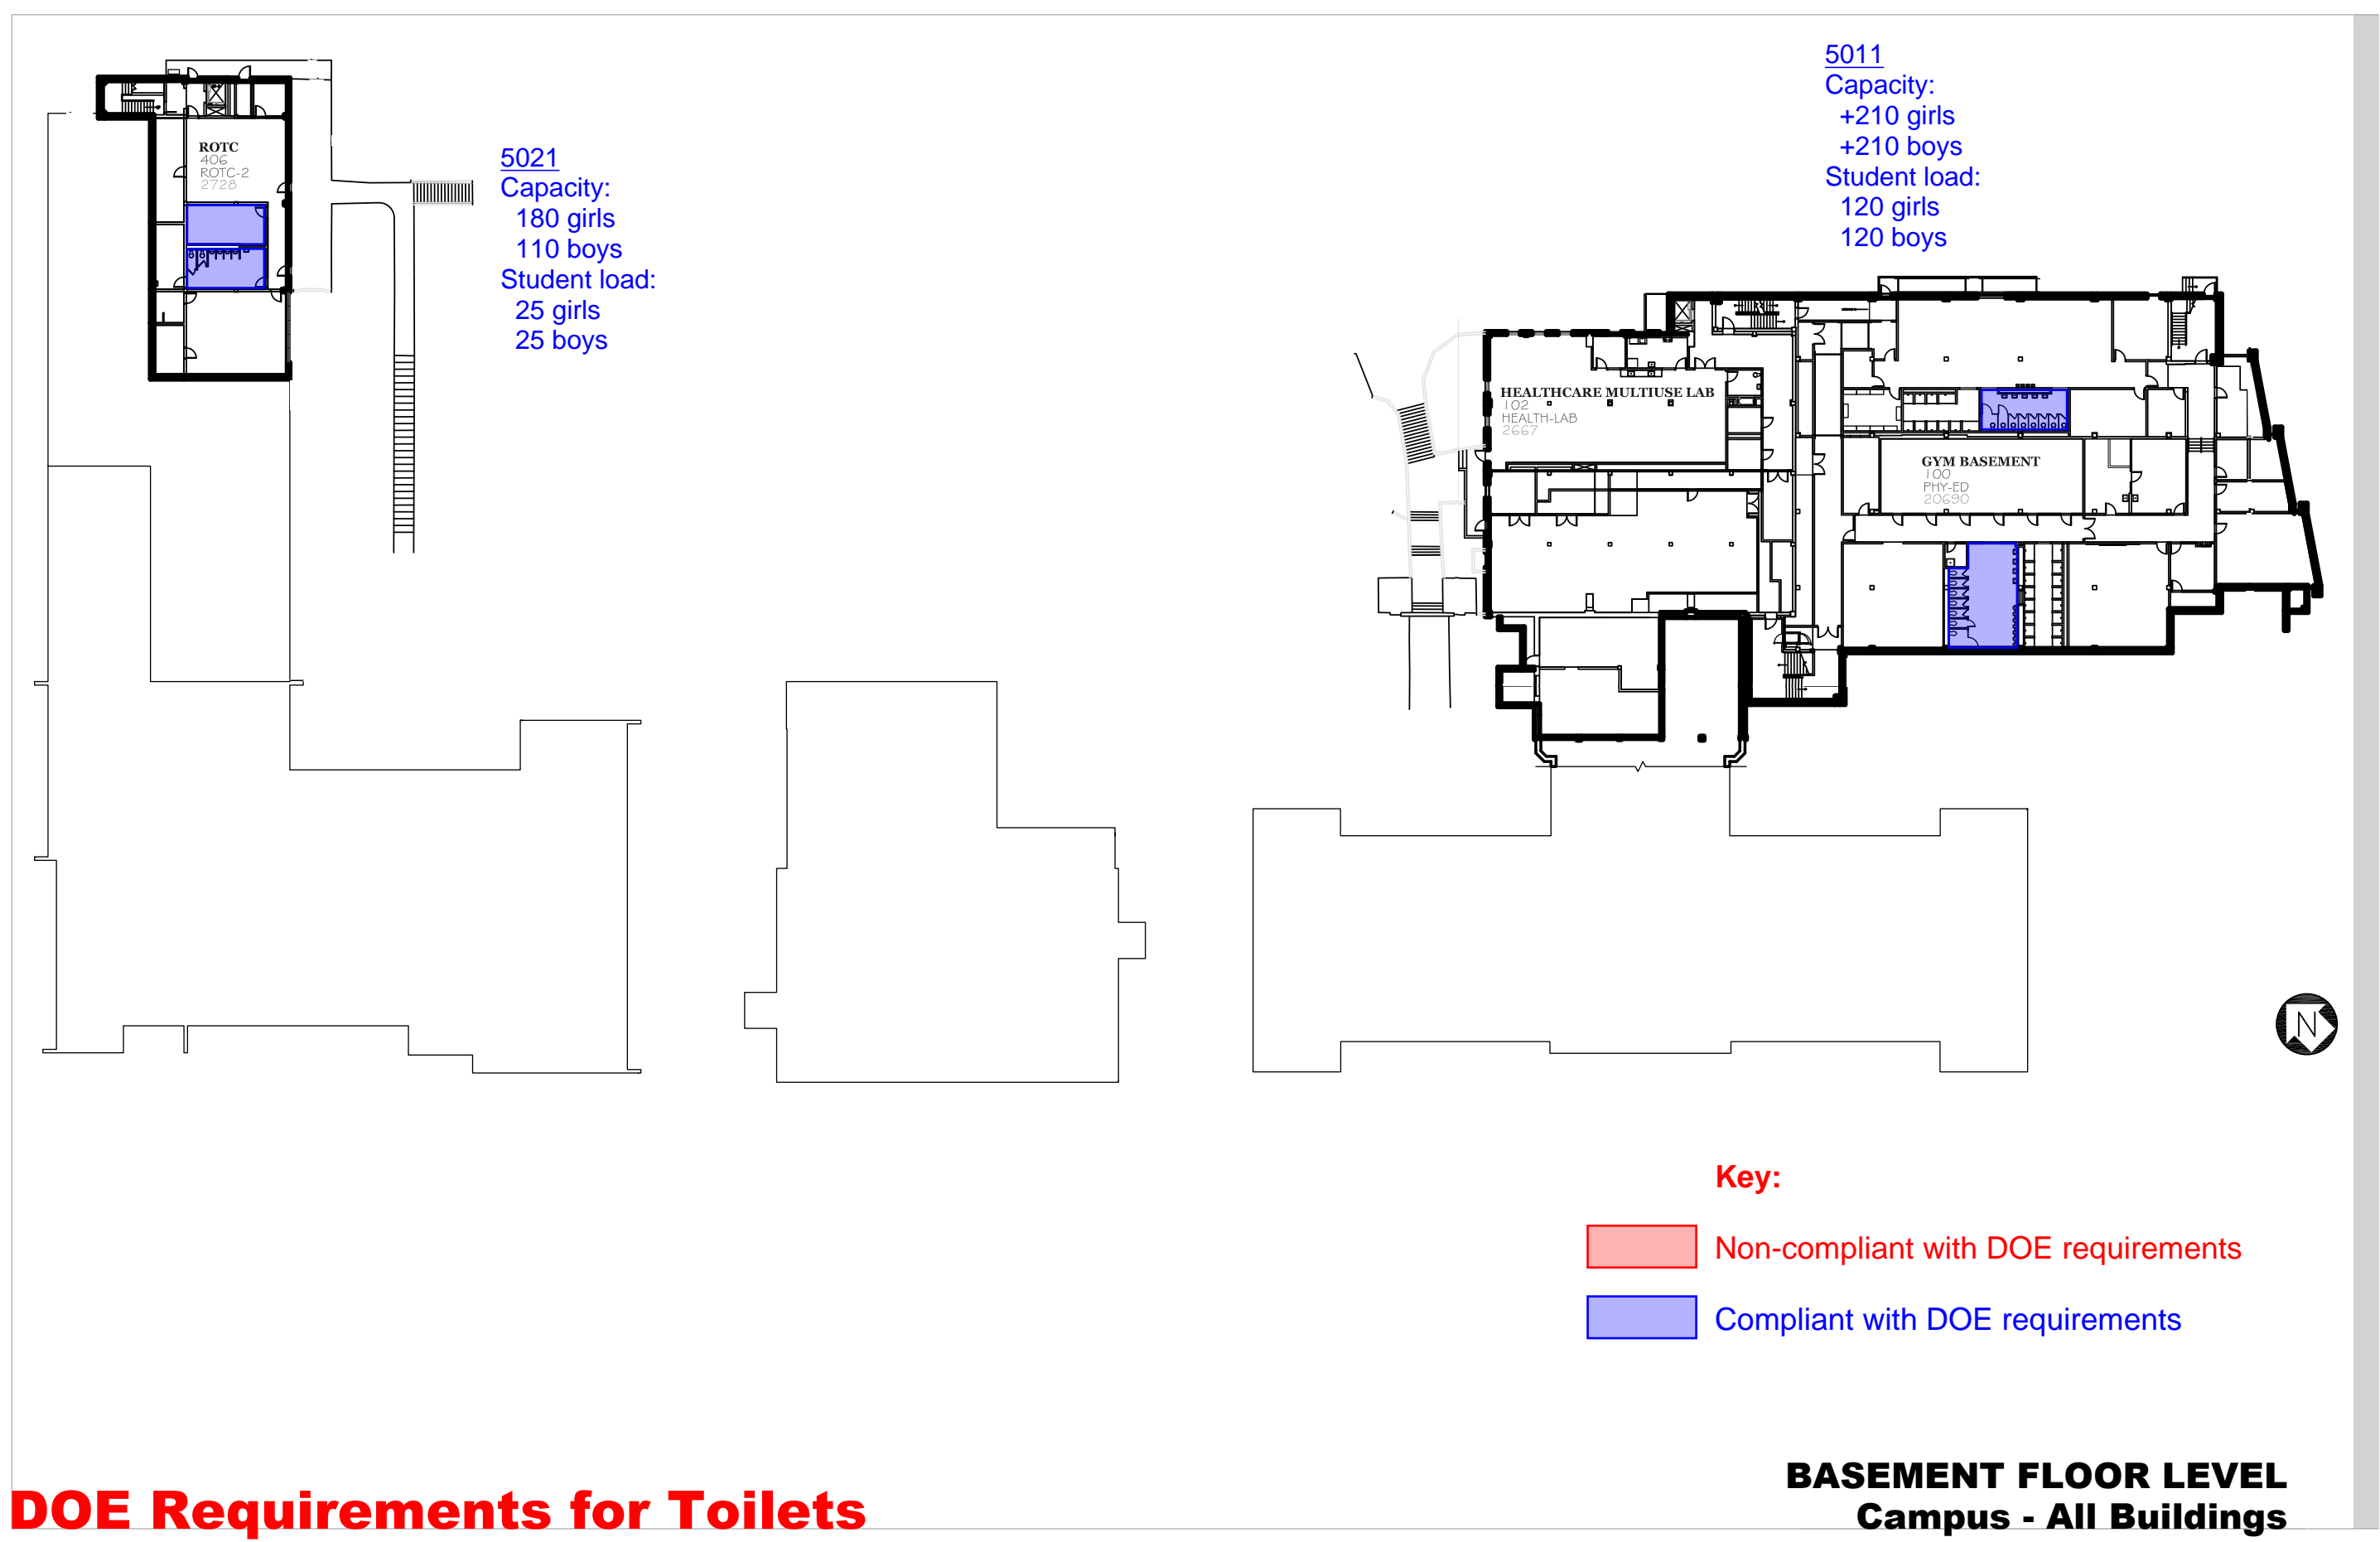 5011
Capacity:
+210 girls
+210 boys
Student load:
120 girls
120 boys
ROTC
406
ROTC-2
2728
5021
Capacity:
180 girls
110 boys
Student load:
25 girls
25 boys
HEALTHCARE MULTIUSE LAB
102
HEALTH-LAB
2667
GYM BASEMENT
100
PHY-ED
20690
N
Key:
Non-compliant with DOE requirements
Compliant with DOE requirements
BASEMENT FLOOR LEVEL
Campus - All Buildings
DOE Requirements for Toilets